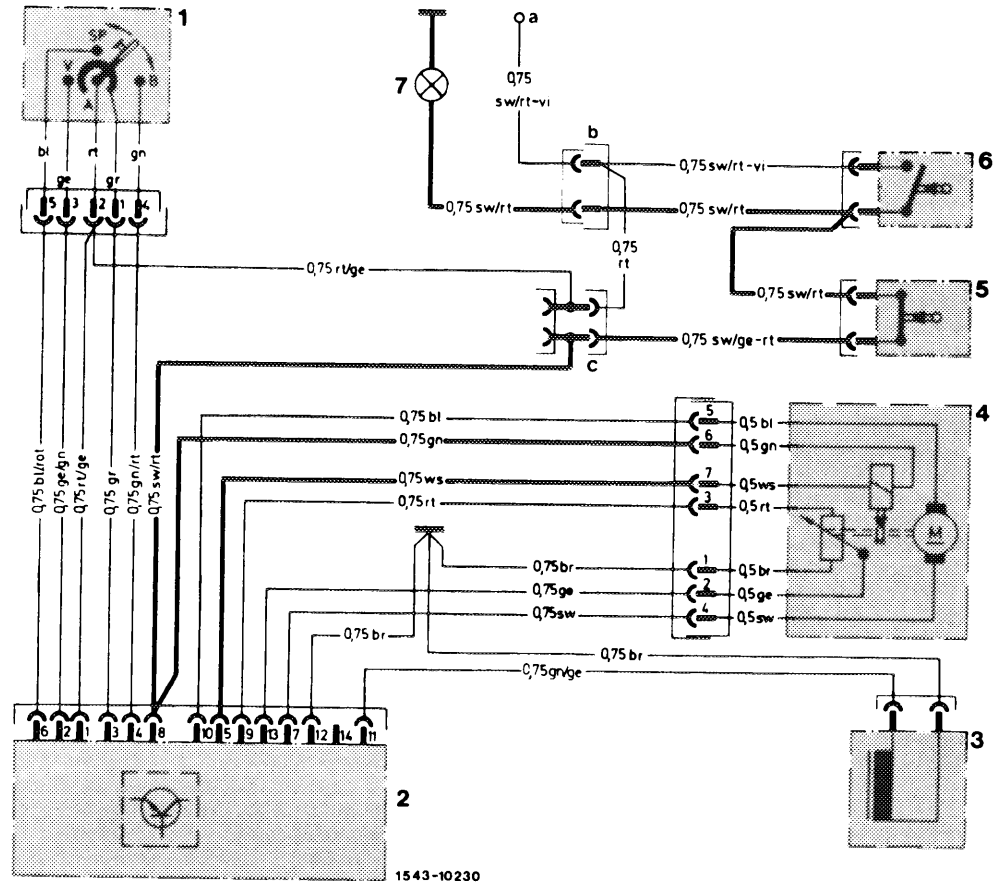 1
SP
H
V
B
A
bl
ge
rt
gr
gn
5 3 2 1 4
7
a
0,75
sw/rt-vi
b
0,75 sw/rt-vi
6
0,75 sw/rt
0,75 sw/rt
0,75
rt
0,75 rt/ge
0,75 sw/rt
5
0,75 sw/ge-rt
c
0,75 bl/rot
0,75 ge/gn
0,75 rt/ge
0,75 gr
0,75 gn/rt
0,75 sw/rt
0,75 bl
5
0,5 bl
4
0,75 gn
6
0,5 gn
0,75 ws
7
0,5 ws
0,75 rt
3
0,5 rt
M
0,75 br
1
0,5 br
0,75 ge
2
0,5 ge
0,75 sw
4
0,5 sw
0,75 br
0,75 br
0,75 gn/ge
6 2 1 3 4 8 10 5 9 13 7 12 14 11
3
2
1543-10230